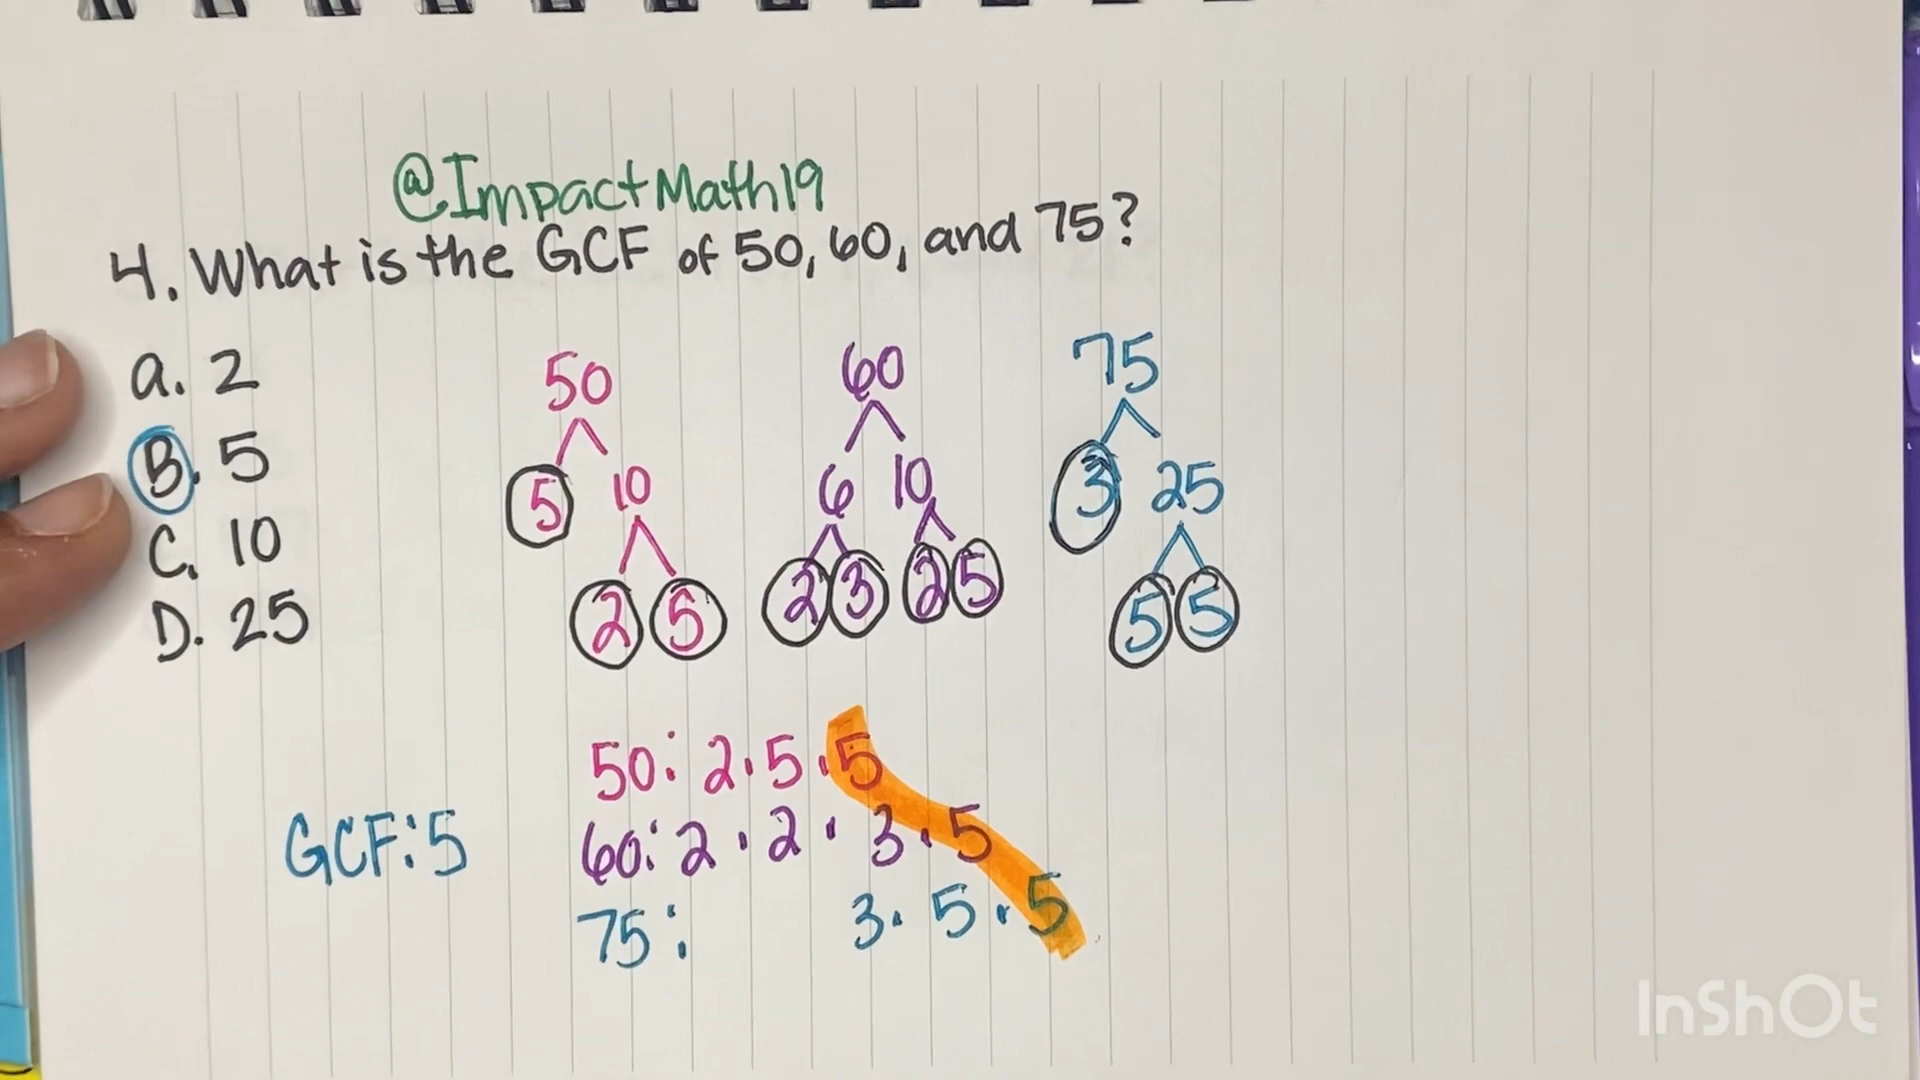 @ImpactMath19
4. What is the GCF of 50, 60, and 75?
a. 2
B. 5
C. 10
D. 25
50
5 10
2 5
60
6 10
2 3 2 5
75
3 25
5 5
50: 2·5·5
60: 2·2·3·5
75: 3·5·5
GCF: 5
InShOt